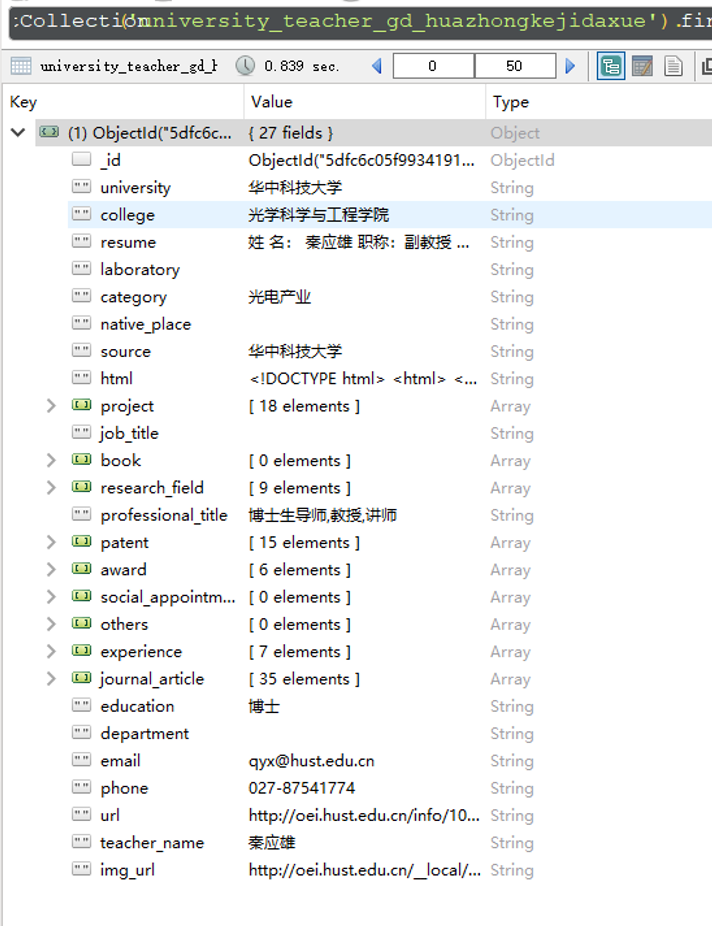 :Collection('university_teacher_gd_huazhongkejidaxue').fir
university_teacher_gd_h 0.839 sec. 0 50
Key Value Type
(1) ObjectId("5dfc6c... { 27 fields } Object
_id ObjectId("5dfc6c05f9934191... ObjectId
university 华中科技大学 String
college 光学科学与工程学院 String
resume 姓 名： 秦应雄 职称：副教授 ... String
laboratory String
category 光电产业 String
native_place String
source 华中科技大学 String
html <!DOCTYPE html> <html> <... String
project [ 18 elements ] Array
job_title String
book [ 0 elements ] Array
research_field [ 9 elements ] Array
professional_title 博士生导师,教授,讲师 String
patent [ 15 elements ] Array
award [ 6 elements ] Array
social_appointm... [ 0 elements ] Array
others [ 0 elements ] Array
experience [ 7 elements ] Array
journal_article [ 35 elements ] Array
education 博士 String
department String
email qyx@hust.edu.cn String
phone 027-87541774 String
url http://oei.hust.edu.cn/info/10... String
teacher_name 秦应雄 String
img_url http://oei.hust.edu.cn/__local/... String